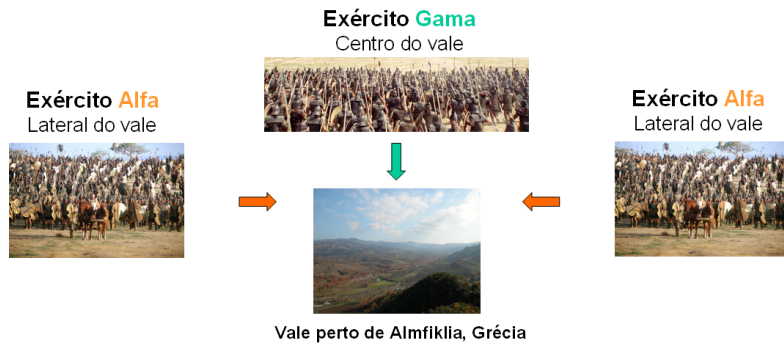 Exército Gama
Centro do vale
Exército Alfa
Lateral do vale
Exército Alfa
Lateral do vale
Vale perto de Almfiklia, Grécia